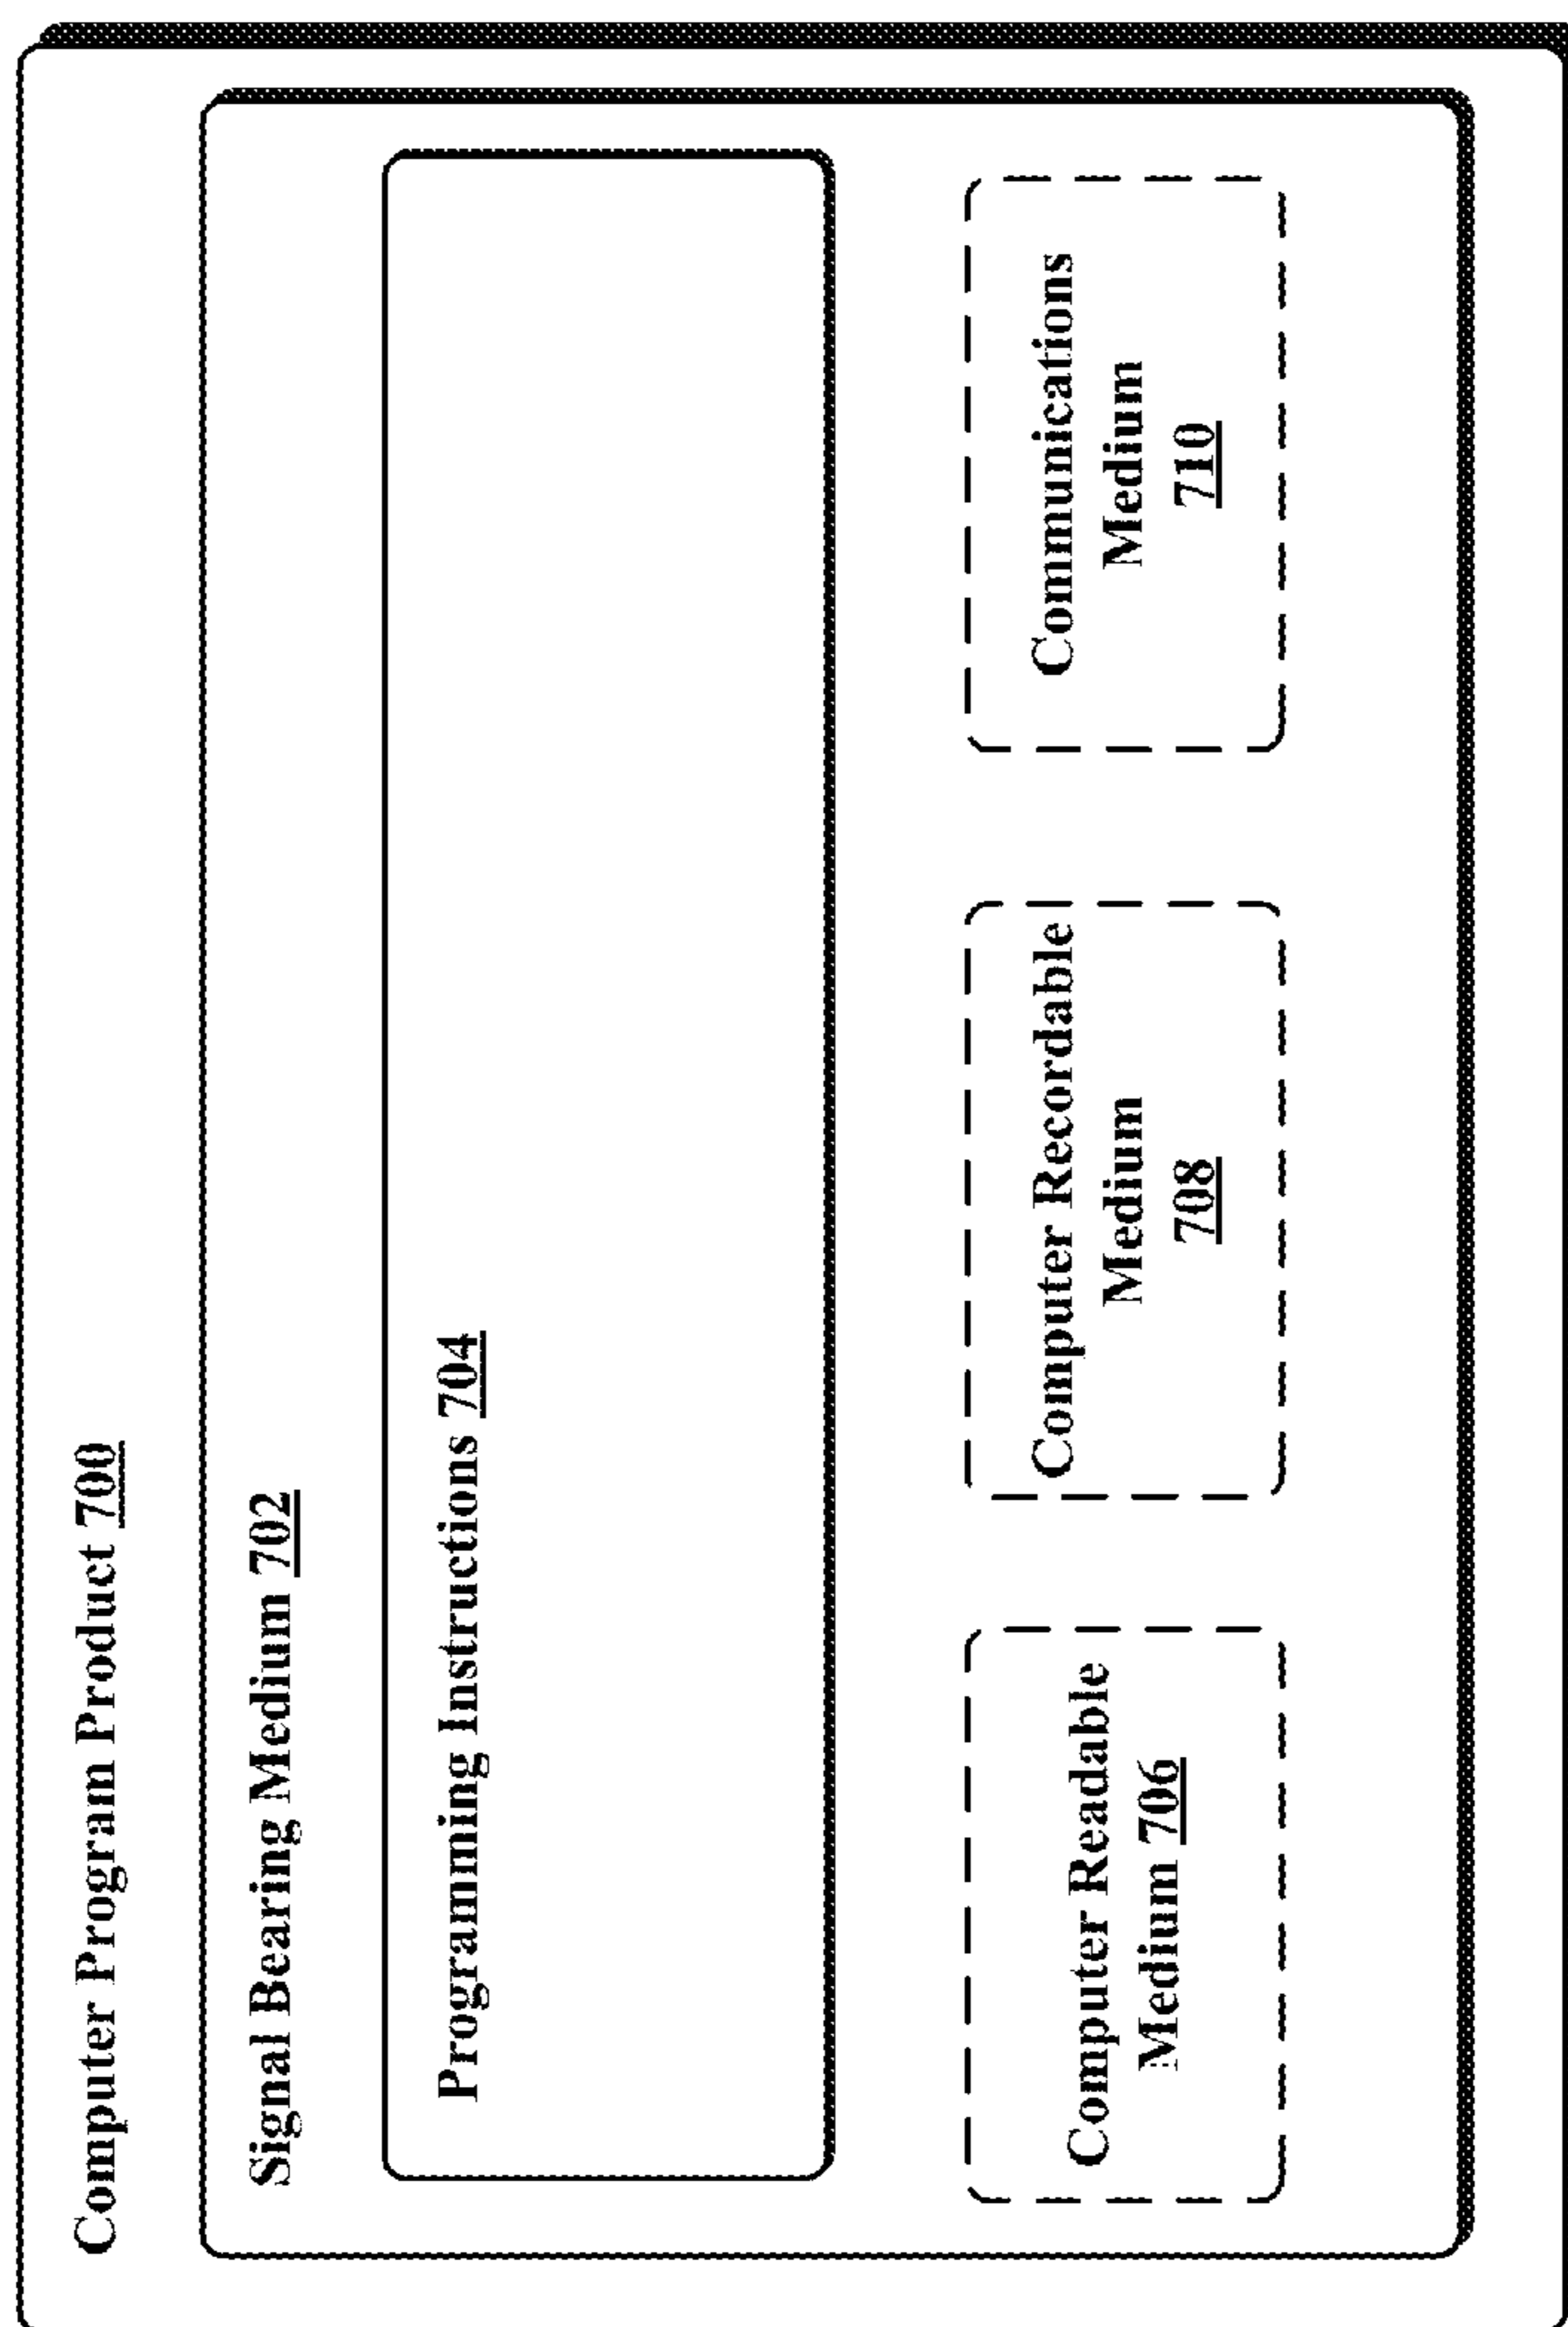 Computer Program Product 700
Signal Bearing Medium 702
Programming Instructions 704
Computer Readable
Medium 706
Computer Recordable
Medium
708
Communications
Medium
710